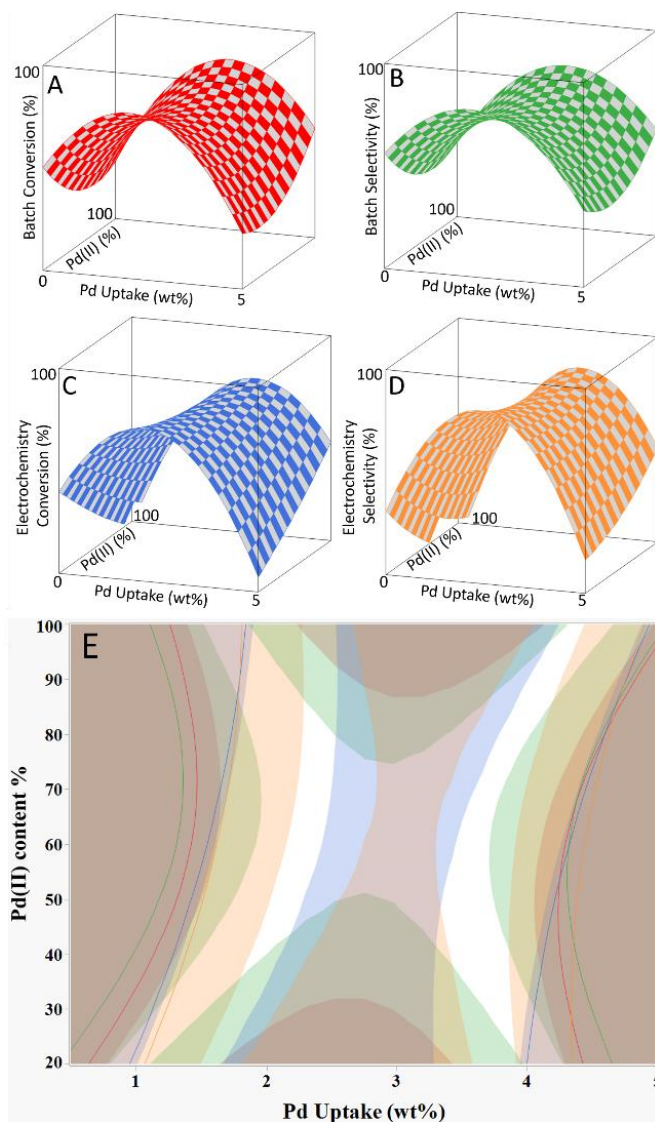 A
100
Batch Conversion (%)
Pd(II) (%)
100
0
Pd Uptake (wt%)
5
B
100
Batch Selectivity (%)
Pd(II) (%)
100
0
Pd Uptake (wt%)
5
C
100
Electrochemistry
Conversion (%)
Pd(II) (%)
100
0
Pd Uptake (wt%)
5
D
100
Electrochemistry
Selectivity (%)
Pd(II) (%)
100
0
Pd Uptake (wt%)
5
E
Pd(II) content %
100
90
80
70
60
50
40
30
20
1
2
3
4
5
Pd Uptake (wt%)